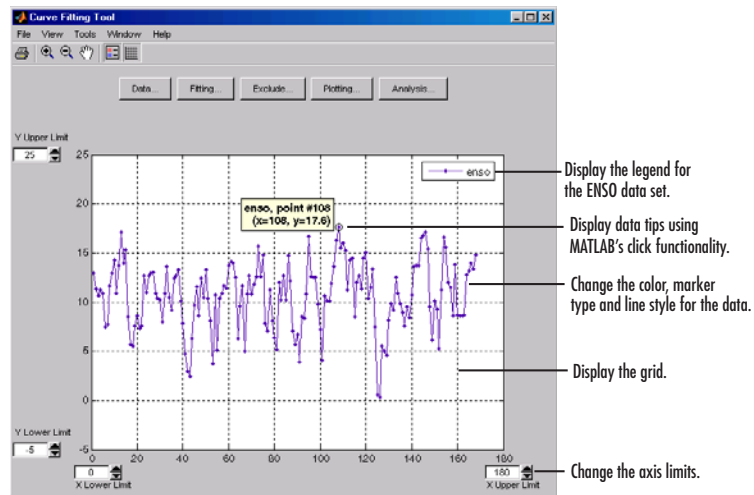 Curve Fitting Tool
File View Tools Window Help
Data... Fitting... Exclude... Plotting... Analysis...
Y Upper Limit
25
25
20
15
10
5
0
-5
enso
enso, point #108
(x=108, y=17.6)
Y Lower Limit
-5
0 20 40 60 80 100 120 140 160 180
0
X Lower Limit
180
X Upper Limit
Display the legend for
the ENSO data set.
Display data tips using
MATLAB's click functionality.
Change the color, marker
type and line style for the data.
Display the grid.
Change the axis limits.